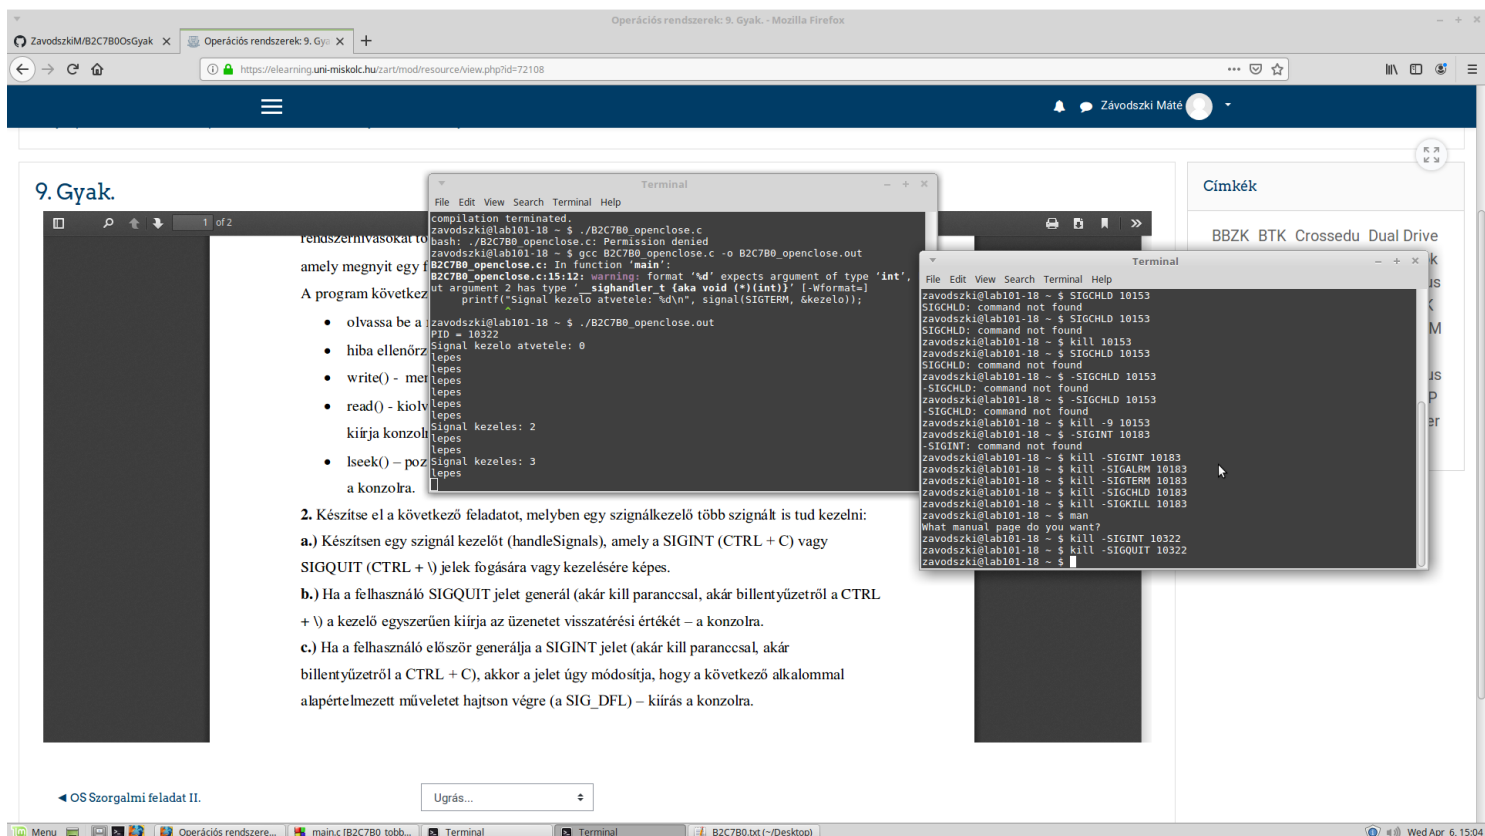 Operációs rendszerek: 9. Gyak. - Mozilla Firefox
ZavodszkiM/B2C7B0OsGyak
Operációs rendszerek: 9. Gya
https://elearning.uni-miskolc.hu/zart/mod/resource/view.php?id=72108
Závodszki Máté
9. Gyak.
1 of 2
rendszerhívásokat
amely megnyit egy
A program következ
• olvassa be a
• hiba ellenőrz
• write() - mer
• read() - kiolv
kiírja konzolr
• lseek() – poz
a konzolra.
2. Készítse el a következő feladatot, melyben egy szignálkezelő több szignált is tud kezelni:
a.) Készítsen egy szignál kezelőt (handleSignals), amely a SIGINT (CTRL + C) vagy
SIGQUIT (CTRL + \) jelek fogására vagy kezelésére képes.
b.) Ha a felhasználó SIGQUIT jelet generál (akár kill paranccsal, akár billentyűzetről a CTRL
+ \) a kezelő egyszerűen kiírja az üzenetet visszatérési értékét – a konzolra.
c.) Ha a felhasználó először generálja a SIGINT jelet (akár kill paranccsal, akár
billentyűzetről a CTRL + C), akkor a jelet úgy módosítja, hogy a következő alkalommal
alapértelmezett műveletet hajtson végre (a SIG_DFL) – kiírás a konzolra.
Terminal
File Edit View Search Terminal Help
compilation terminated.
zavodszki@lab101-18 ~ $ ./B2C7B0_openclose.c
bash: ./B2C7B0_openclose.c: Permission denied
zavodszki@lab101-18 ~ $ gcc B2C7B0_openclose.c -o B2C7B0_openclose.out
B2C7B0_openclose.c: In function ‘main’:
B2C7B0_openclose.c:15:12: warning: format ‘%d’ expects argument of type ‘int’,
ut argument 2 has type ‘__sighandler_t {aka void (*)(int)}’ [-Wformat=]
printf("Signal kezelo atvetele: %d\n", signal(SIGTERM, &kezelo));
^
zavodszki@lab101-18 ~ $ ./B2C7B0_openclose.out
PID = 10322
Signal kezelo atvetele: 0
lepes
lepes
lepes
lepes
lepes
lepes
Signal kezeles: 2
lepes
lepes
Signal kezeles: 3
lepes
Terminal
File Edit View Search Terminal Help
zavodszki@lab101-18 ~ $ SIGCHLD 10153
SIGCHLD: command not found
zavodszki@lab101-18 ~ $ SIGCHLD 10153
SIGCHLD: command not found
zavodszki@lab101-18 ~ $ kill 10153
zavodszki@lab101-18 ~ $ SIGCHLD 10153
SIGCHLD: command not found
zavodszki@lab101-18 ~ $ -SIGCHLD 10153
-SIGCHLD: command not found
zavodszki@lab101-18 ~ $ -SIGCHLD 10153
-SIGCHLD: command not found
zavodszki@lab101-18 ~ $ kill -9 10153
zavodszki@lab101-18 ~ $ -SIGINT 10183
-SIGINT: command not found
zavodszki@lab101-18 ~ $ kill -SIGINT 10183
zavodszki@lab101-18 ~ $ kill -SIGALRM 10183
zavodszki@lab101-18 ~ $ kill -SIGTERM 10183
zavodszki@lab101-18 ~ $ kill -SIGCHLD 10183
zavodszki@lab101-18 ~ $ kill -SIGKILL 10183
zavodszki@lab101-18 ~ $ man
What manual page do you want?
zavodszki@lab101-18 ~ $ kill -SIGINT 10322
zavodszki@lab101-18 ~ $ kill -SIGQUIT 10322
zavodszki@lab101-18 ~ $
Címkék
BBZK BTK Crossedu Dual Drive
◄ OS Szorgalmi feladat II.
Ugrás...
Menu
Operációs rendszere...
main.c [B2C7B0_tobb...
Terminal
Terminal
B2C7B0.txt (~/Desktop)
Wed Apr 6, 15:04